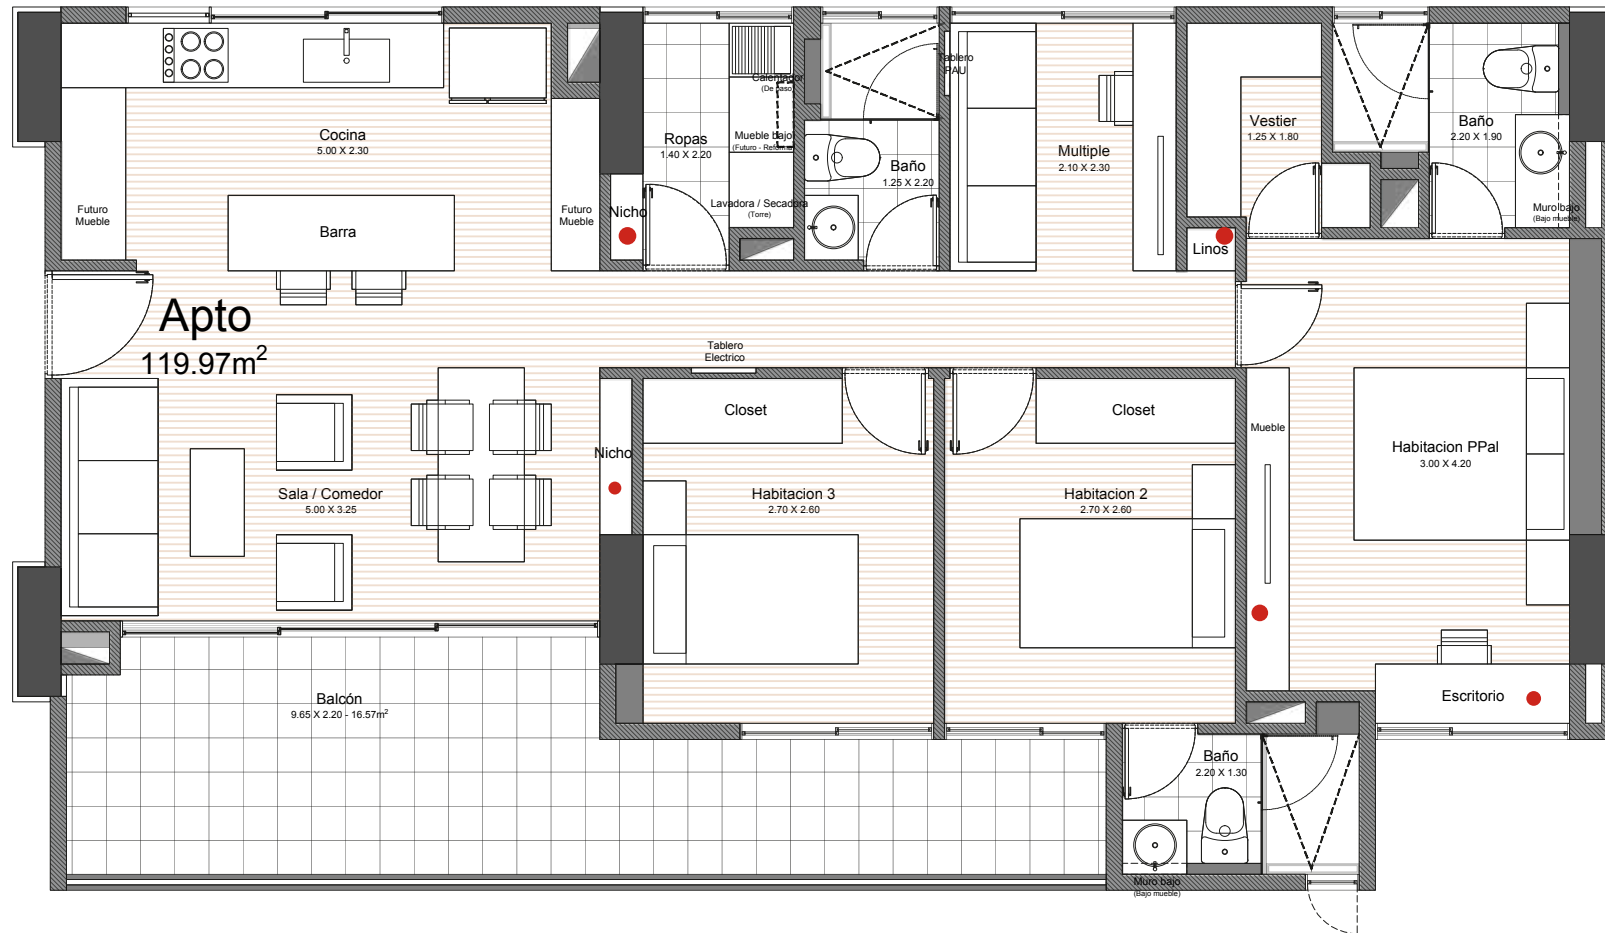 Cocina
5.00 X 2.30
Futuro
Mueble
Barra
Futuro
Mueble
Nicho
Ropas
1.40 X 2.20
Calentador
(De paso)
Mueble bajo
(Futuro - Reforma)
Lavadora / Secadora
(Torre)
Baño
1.25 X 2.20
Tablero
PAU
Multiple
2.10 X 2.30
Vestier
1.25 X 1.80
Linos
Baño
2.20 X 1.90
Muro bajo
(Bajo mueble)
Apto
119.97m²
Tablero
Electrico
Closet
Closet
Mueble
Habitacion PPal
3.00 X 4.20
Nicho
Sala / Comedor
5.00 X 3.25
Habitacion 3
2.70 X 2.60
Habitacion 2
2.70 X 2.60
Escritorio
Balcón
9.65 X 2.20 - 16.57m²
Baño
2.20 X 1.30
Muro bajo
(Bajo mueble)